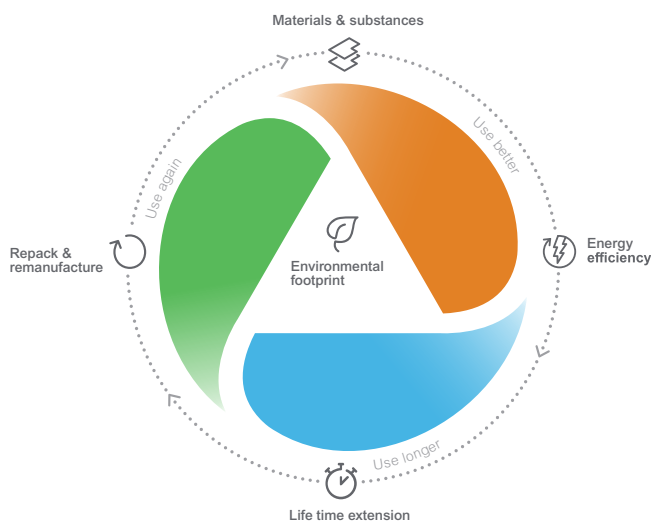 Materials & substances
Use better
Use again
Energy
efficiency
Repack &
remanufacture
Environmental
footprint
Use longer
Life time extension